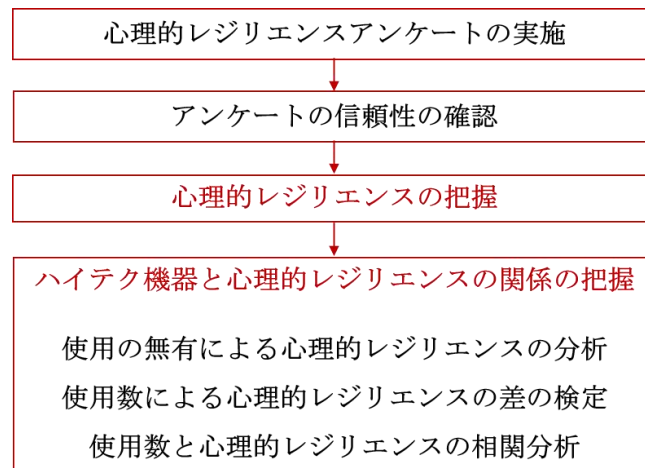 心理的レジリエンスアンケートの実施
アンケートの信頼性の確認
心理的レジリエンスの把握
ハイテク機器と心理的レジリエンスの関係の把握
使用の無有による心理的レジリエンスの分析
使用数による心理的レジリエンスの差の検定
使用数と心理的レジリエンスの相関分析